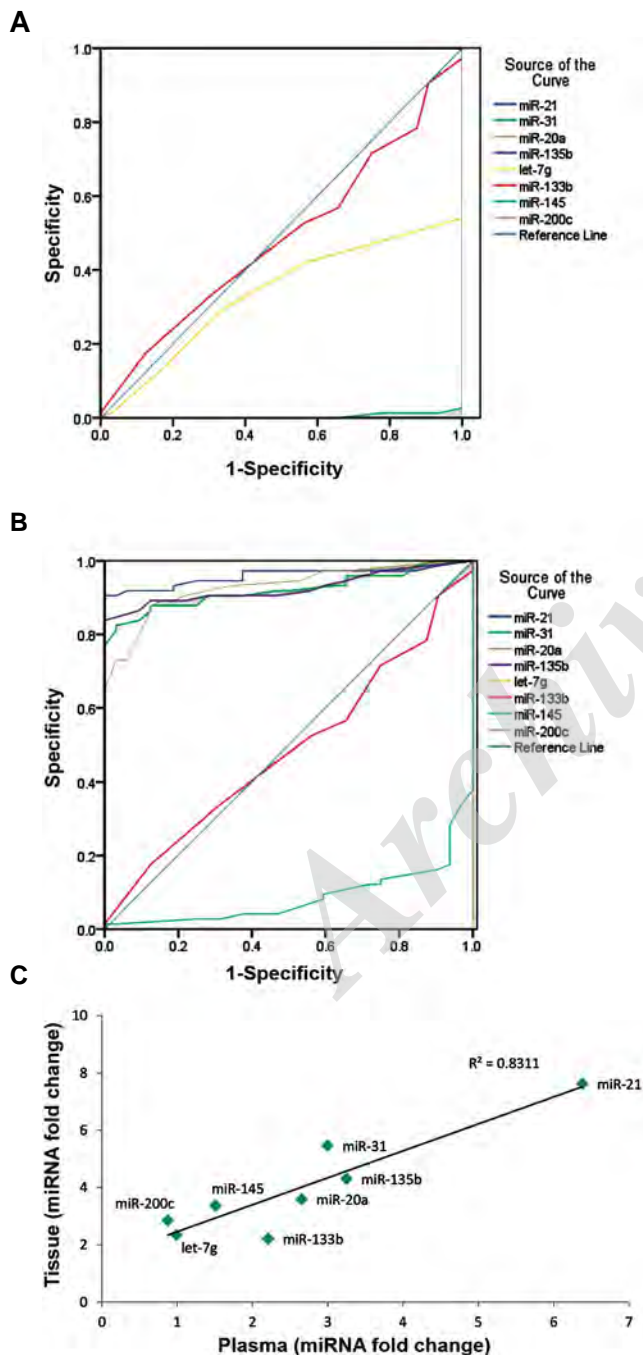 A
Source of the
Curve
miR-21
miR-31
miR-20a
miR-135b
let-7g
miR-133b
miR-145
miR-200c
Reference Line
Specificity
1.0
0.8
0.6
0.4
0.2
0.0
0.0 0.2 0.4 0.6 0.8 1.0
1-Specificity
B
Source of the
Curve
miR-21
miR-31
miR-20a
miR-135b
let-7g
miR-133b
miR-145
miR-200c
Reference Line
Specificity
1.0
0.8
0.6
0.4
0.2
0.0
0.0 0.2 0.4 0.6 0.8 1.0
1-Specificity
Archiv
C
Tissue (miRNA fold change)
10
8
6
4
2
0
R² = 0.8311
miR-21
miR-31
miR-135b
miR-145
miR-20a
miR-200c
let-7g
miR-133b
0 1 2 3 4 5 6 7
Plasma (miRNA fold change)